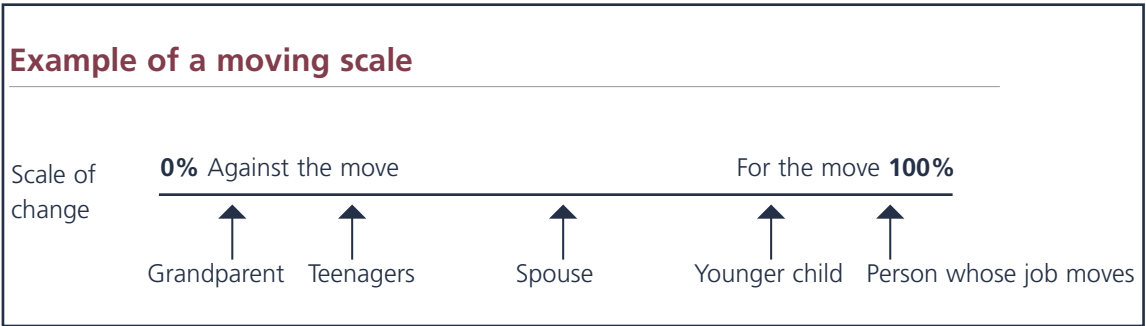 Example of a moving scale
Scale of change
0% Against the move For the move 100%
Grandparent Teenagers Spouse Younger child Person whose job moves